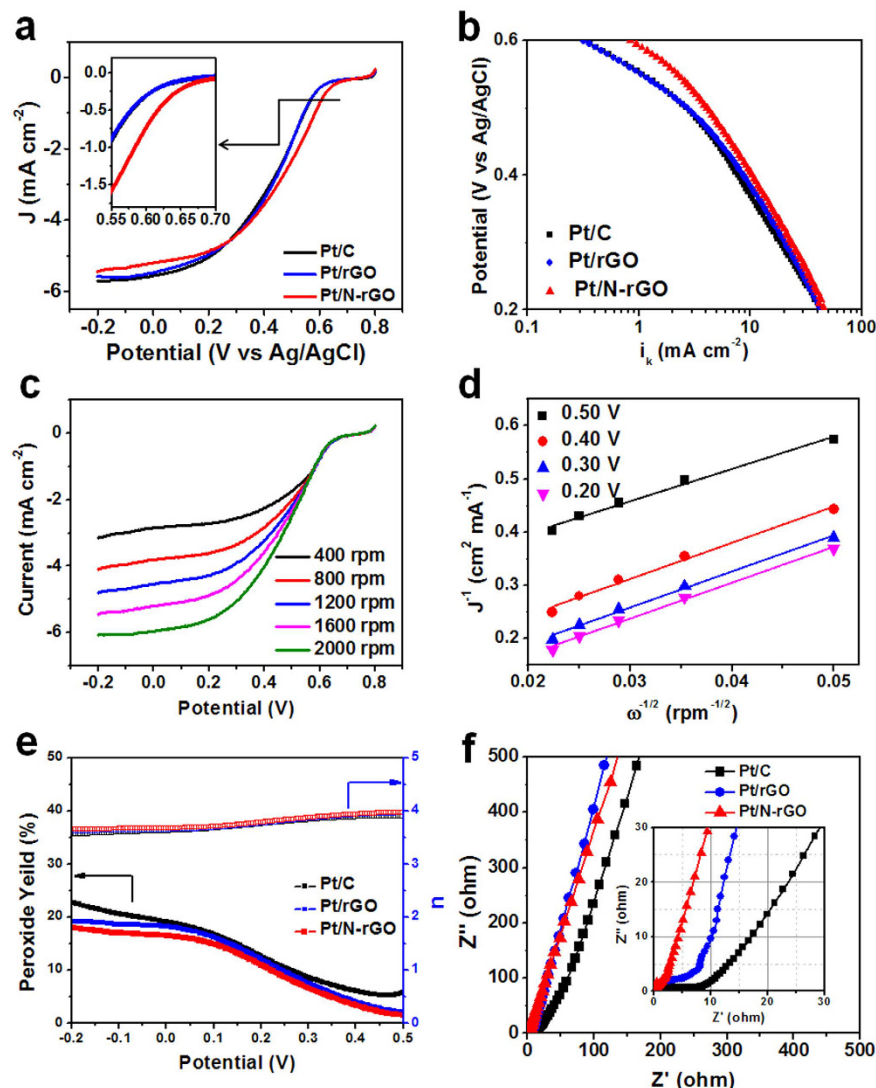 a
J (mA cm-2)
0
-2
-4
-6
0.0
-0.5
-1.0
-1.5
0.55 0.60 0.65 0.70
Pt/C
Pt/rGO
Pt/N-rGO
-0.2 0.0 0.2 0.4 0.6 0.8
Potential (V vs Ag/AgCl)
b
Potential (V vs Ag/AgCl)
0.6
0.4
0.2
Pt/C
Pt/rGO
Pt/N-rGO
0.1 1 10 100
ik (mA cm-2)
c
Current (mA cm-2)
0
-2
-4
-6
400 rpm
800 rpm
1200 rpm
1600 rpm
2000 rpm
-0.2 0.0 0.2 0.4 0.6 0.8
Potential (V)
d
J-1 (cm2 mA-1)
0.6
0.5
0.4
0.3
0.2
0.50 V
0.40 V
0.30 V
0.20 V
0.02 0.03 0.04 0.05
ω-1/2 (rpm-1/2)
e
Peroxide Yeild (%)
50
40
30
20
10
0
Pt/C
Pt/rGO
Pt/N-rGO
5
4
3
2
1
0
n
-0.2 -0.1 0.0 0.1 0.2 0.3 0.4 0.5
Potential (V)
f
Z'' (ohm)
500
400
300
200
100
0
Pt/C
Pt/rGO
Pt/N-rGO
Z'' (ohm)
30
20
10
0
0 10 20 30
Z' (ohm)
0 100 200 300 400 500
Z' (ohm)